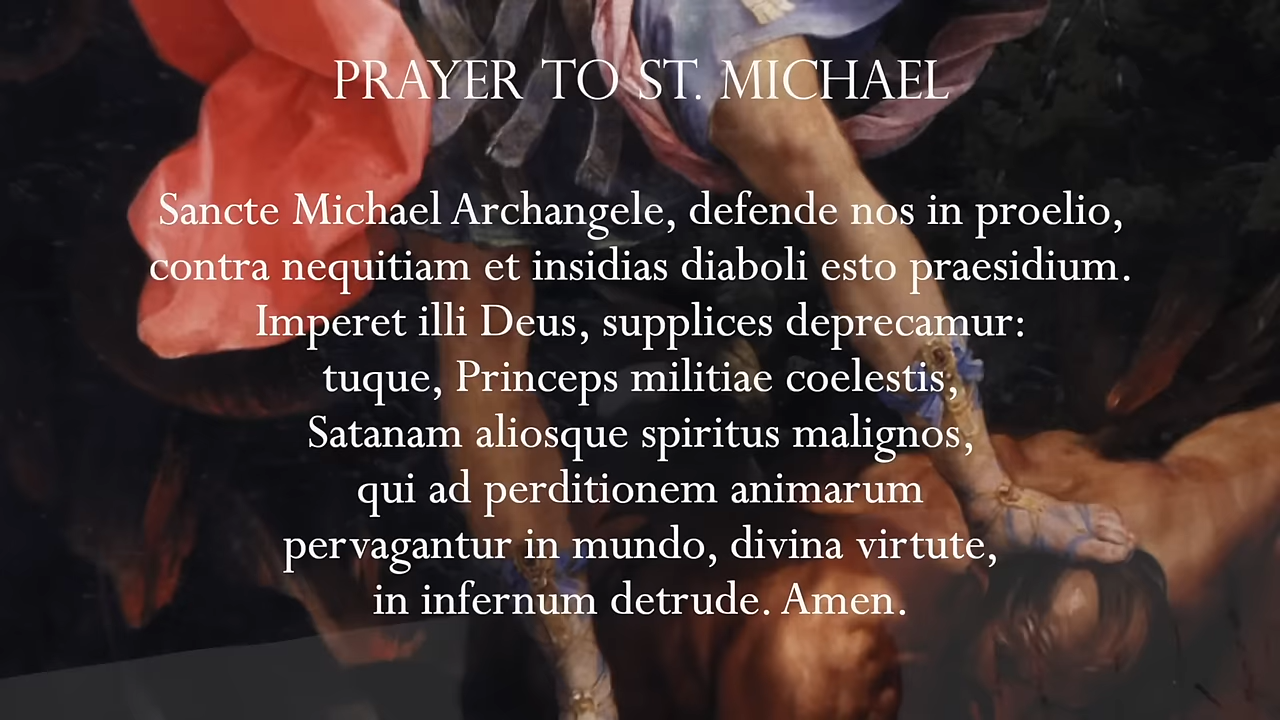 PRAYER TO ST. MICHAEL
Sancte Michael Archangele, defende nos in proelio,
contra nequitiam et insidias diaboli esto praesidium.
Imperet illi Deus, supplices deprecamur:
tuque, Princeps militiae coelestis,
Satanam aliosque spiritus malignos,
qui ad perditionem animarum
pervagantur in mundo, divina virtute,
in infernum detrude. Amen.